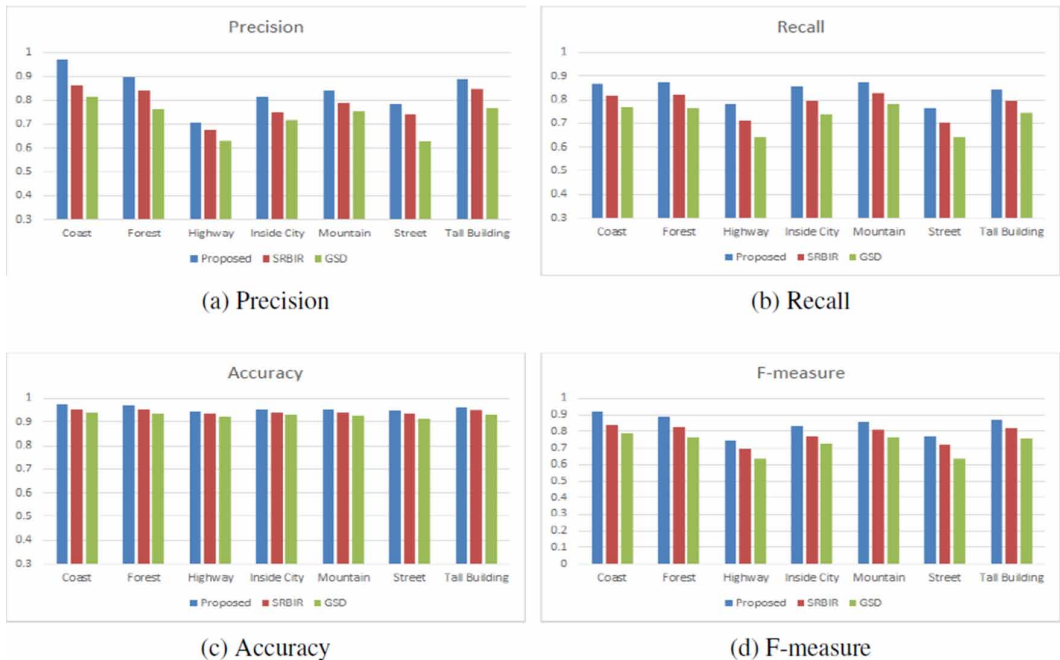 Precision
1
0.9
0.8
0.7
0.6
0.5
0.4
0.3
Coast Forest Highway Inside City Mountain Street Tall Building
Proposed SRBIR GSD
(a) Precision
Recall
1
0.9
0.8
0.7
0.6
0.5
0.4
0.3
Coast Forest Highway Inside City Mountain Street Tall Building
Proposed SRBIR GSD
(b) Recall
Accuracy
1
0.9
0.8
0.7
0.6
0.5
0.4
0.3
Coast Forest Highway Inside City Mountain Street Tall Building
Proposed SRBIR GSD
(c) Accuracy
F-measure
1
0.9
0.8
0.7
0.6
0.5
0.4
0.3
0.2
0.1
0
Coast Forest Highway Inside City Mountain Street Tall Building
Proposed SRBIR GSD
(d) F-measure